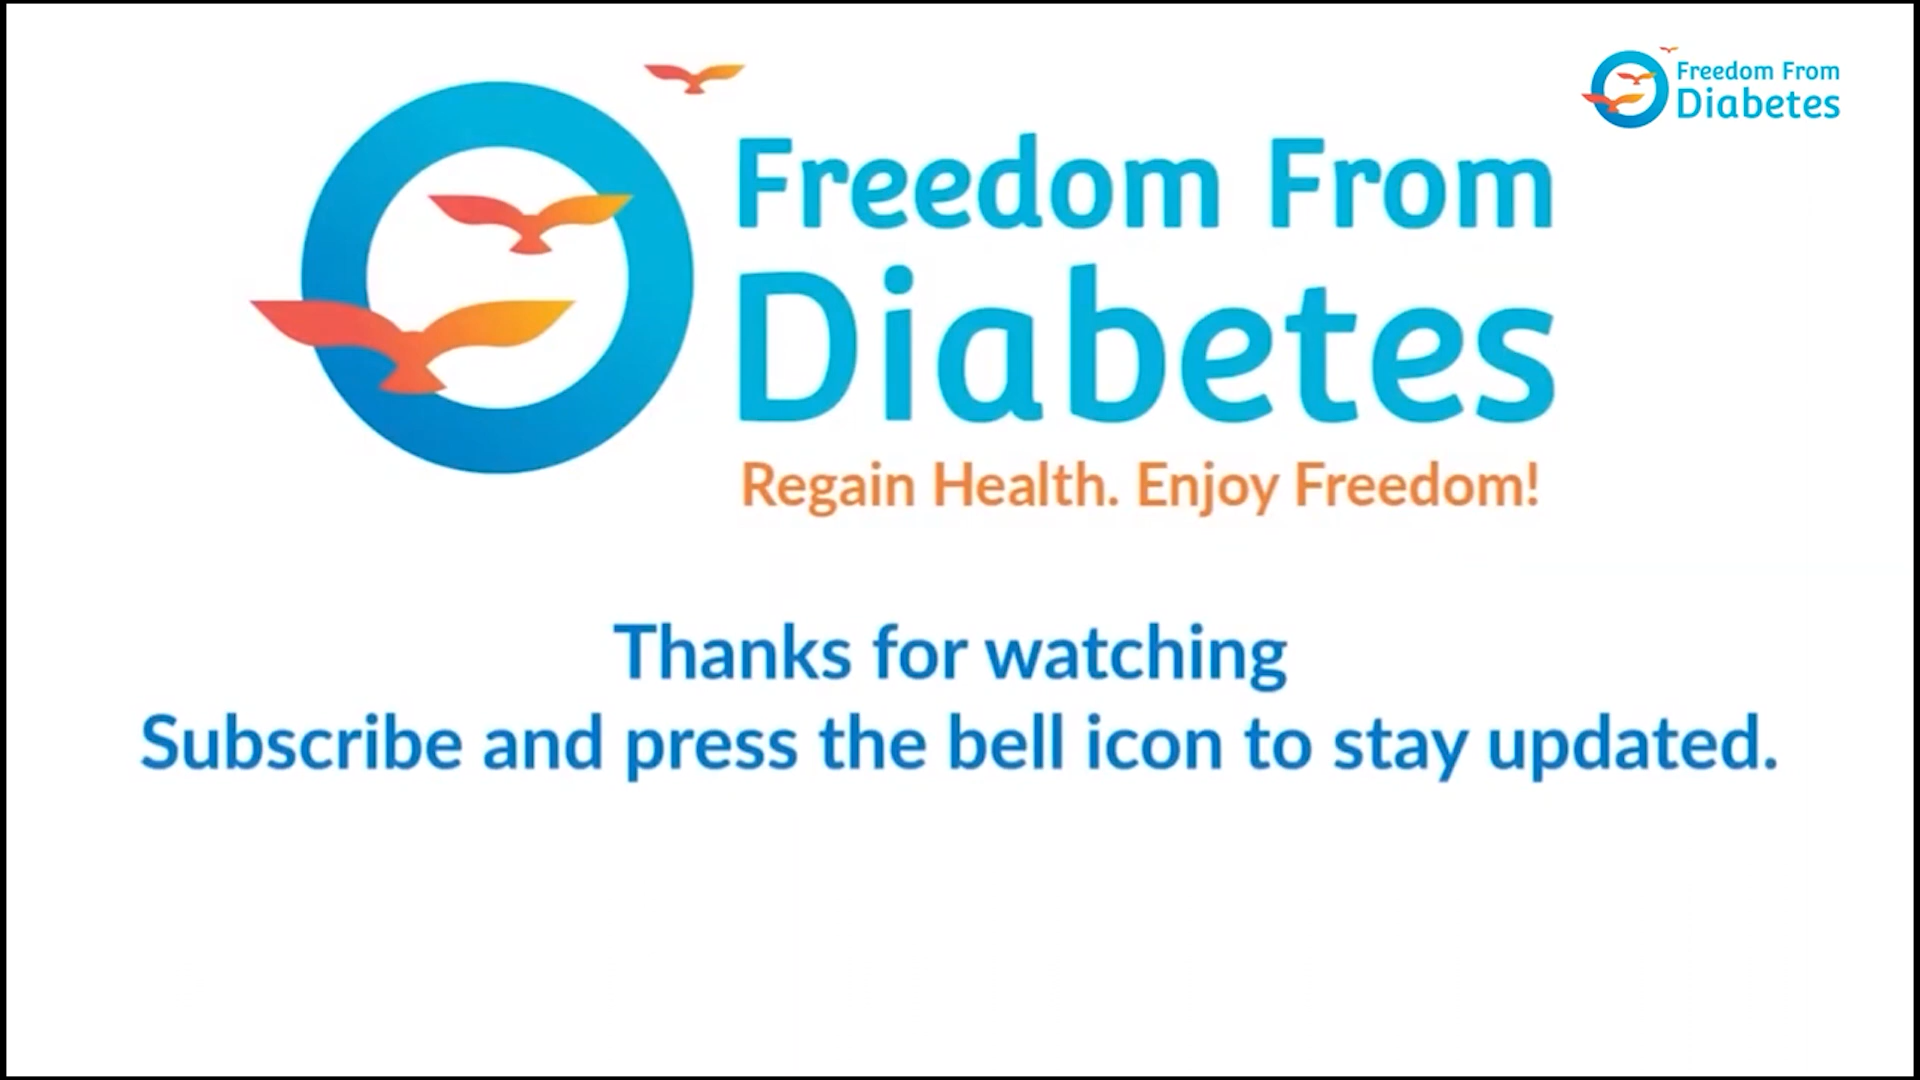 Freedom From
Diabetes
Freedom From
Diabetes
Regain Health. Enjoy Freedom!
Thanks for watching
Subscribe and press the bell icon to stay updated.